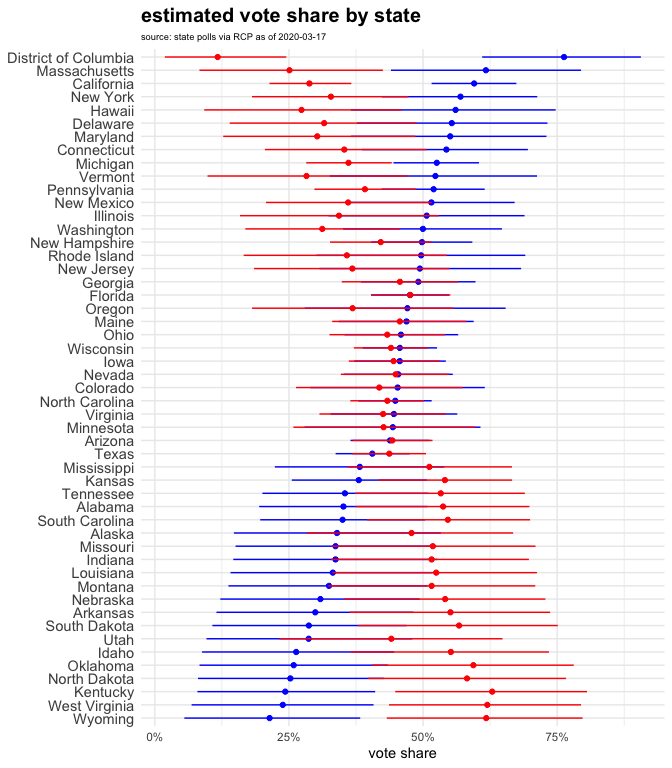 estimated vote share by state
source: state polls via RCP as of 2020-03-17
District of Columbia
Massachusetts
California
New York
Hawaii
Delaware
Maryland
Connecticut
Michigan
Vermont
Pennsylvania
New Mexico
Illinois
Washington
New Hampshire
Rhode Island
New Jersey
Georgia
Florida
Oregon
Maine
Ohio
Wisconsin
Iowa
Nevada
Colorado
North Carolina
Virginia
Minnesota
Arizona
Texas
Mississippi
Kansas
Tennessee
Alabama
South Carolina
Alaska
Missouri
Indiana
Louisiana
Montana
Nebraska
Arkansas
South Dakota
Utah
Idaho
Oklahoma
North Dakota
Kentucky
West Virginia
Wyoming
0% 25% 50% 75%
vote share